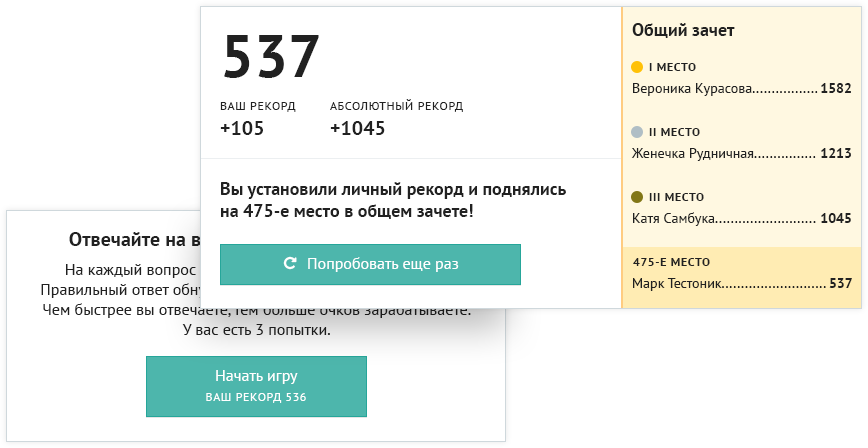 537
ВАШ РЕКОРД
+105
АБСОЛЮТНЫЙ РЕКОРД
+1045
Вы установили личный рекорд и поднялись
на 475-е место в общем зачете!
Попробовать еще раз
Общий зачет
I МЕСТО
Вероника Курасова................. 1582
II МЕСТО
Женечка Рудничная................ 1213
III МЕСТО
Катя Самбука.......................... 1045
475-Е МЕСТО
Марк Тестоник........................... 537
Отвечайте на в
На каждый вопрос
Правильный ответ обну
Чем быстрее вы отвечаете, тем больше очков зарабатываете.
У вас есть 3 попытки.
Начать игру
ВАШ РЕКОРД 536